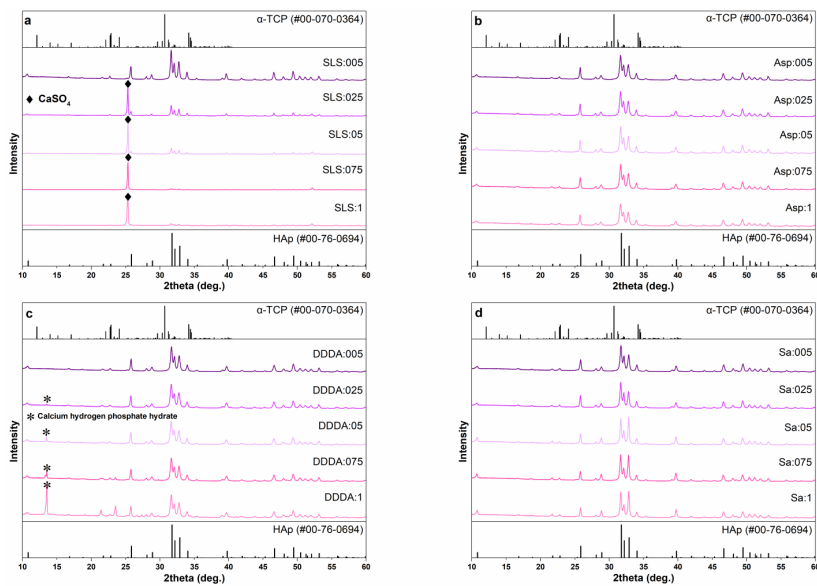 a
α-TCP (#00-070-0364)
SLS:005
SLS:025
◆ CaSO₄
SLS:05
SLS:075
SLS:1
HAp (#00-76-0694)
Intensity
10 15 20 25 30 35 40 45 50 55 60
2theta (deg.)
b
α-TCP (#00-070-0364)
Asp:005
Asp:025
Asp:05
Asp:075
Asp:1
HAp (#00-76-0694)
Intensity
10 15 20 25 30 35 40 45 50 55 60
2theta (deg.)
c
α-TCP (#00-070-0364)
DDDA:005
DDDA:025
* Calcium hydrogen phosphate hydrate
DDDA:05
DDDA:075
DDDA:1
HAp (#00-76-0694)
Intensity
10 15 20 25 30 35 40 45 50 55 60
2theta (deg.)
d
α-TCP (#00-070-0364)
Sa:005
Sa:025
Sa:05
Sa:075
Sa:1
HAp (#00-76-0694)
Intensity
10 15 20 25 30 35 40 45 50 55 60
2theta (deg.)